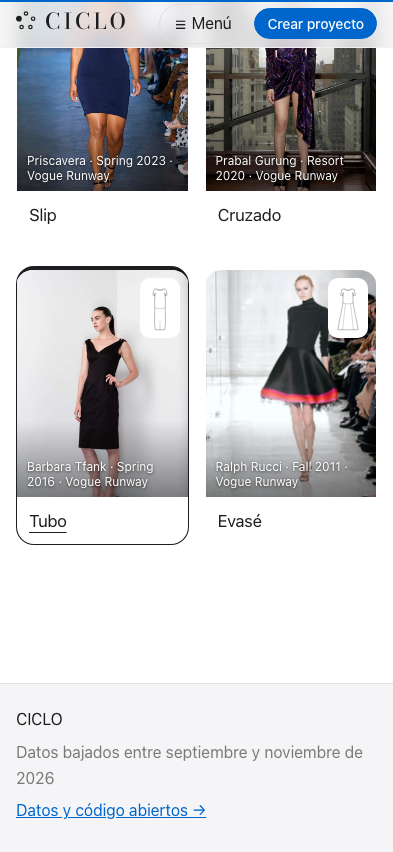 CICLO
≡ Menú
Crear proyecto
Priscavera · Spring 2023 ·
Vogue Runway
Prabal Gurung · Resort
2020 · Vogue Runway
Slip
Cruzado
Barbara Tfank · Spring
2016 · Vogue Runway
Ralph Rucci · Fall 2011 ·
Vogue Runway
Tubo
Evasé
CICLO
Datos bajados entre septiembre y noviembre de
2026
Datos y código abiertos →